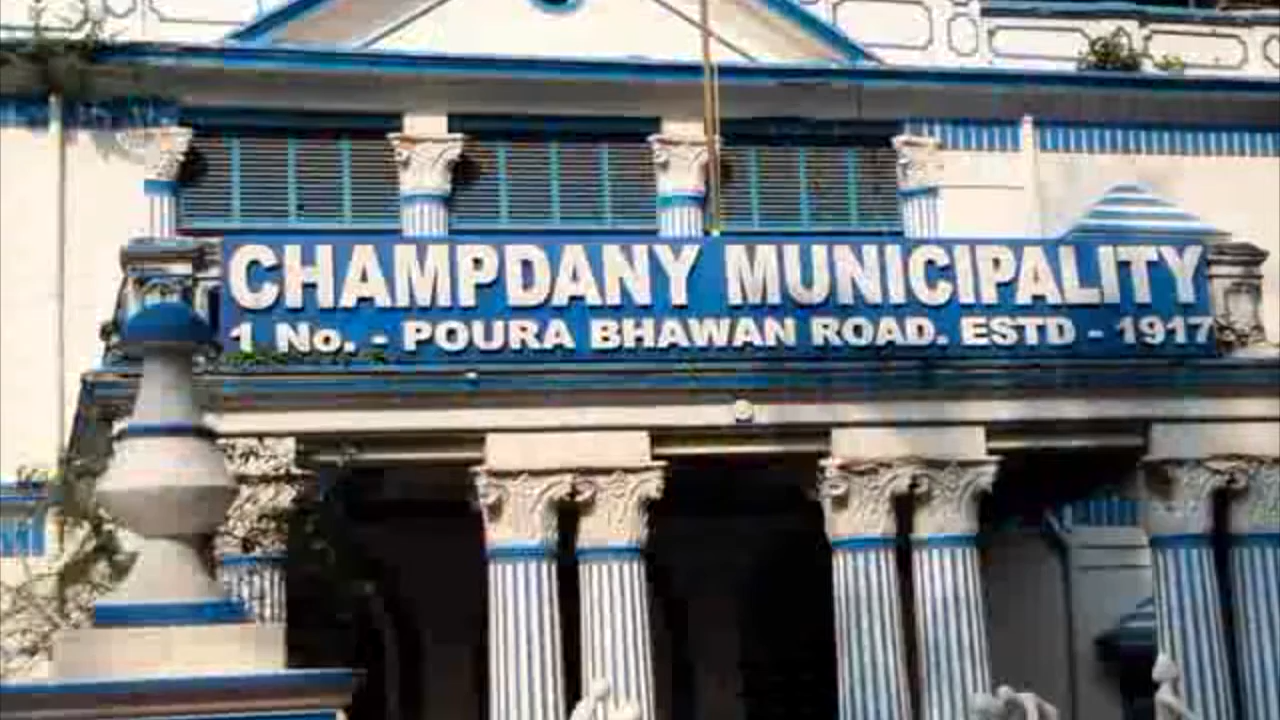 CHAMPDANY MUNICIPALITY
1 No. - POURA BHAWAN ROAD. ESTD - 1917